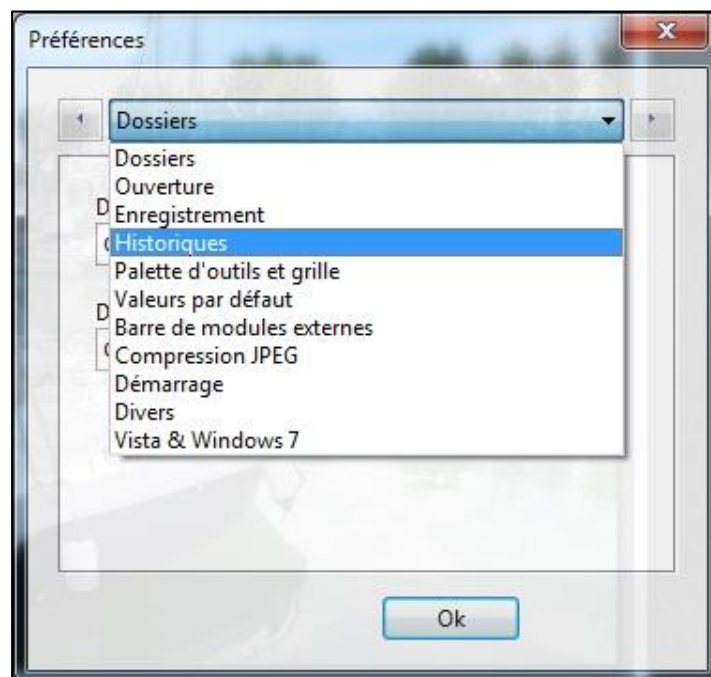 Préférences
Dossiers
Dossiers
Ouverture
Enregistrement
Historiques
Palette d'outils et grille
Valeurs par défaut
Barre de modules externes
Compression JPEG
Démarrage
Divers
Vista & Windows 7
Ok